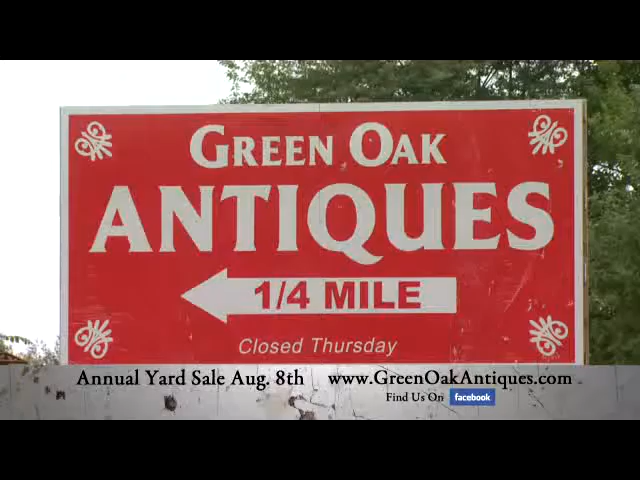 GREEN OAK
ANTIQUES
1/4 MILE
Closed Thursday
Annual Yard Sale Aug. 8th www.GreenOakAntiques.com
Find Us On facebook